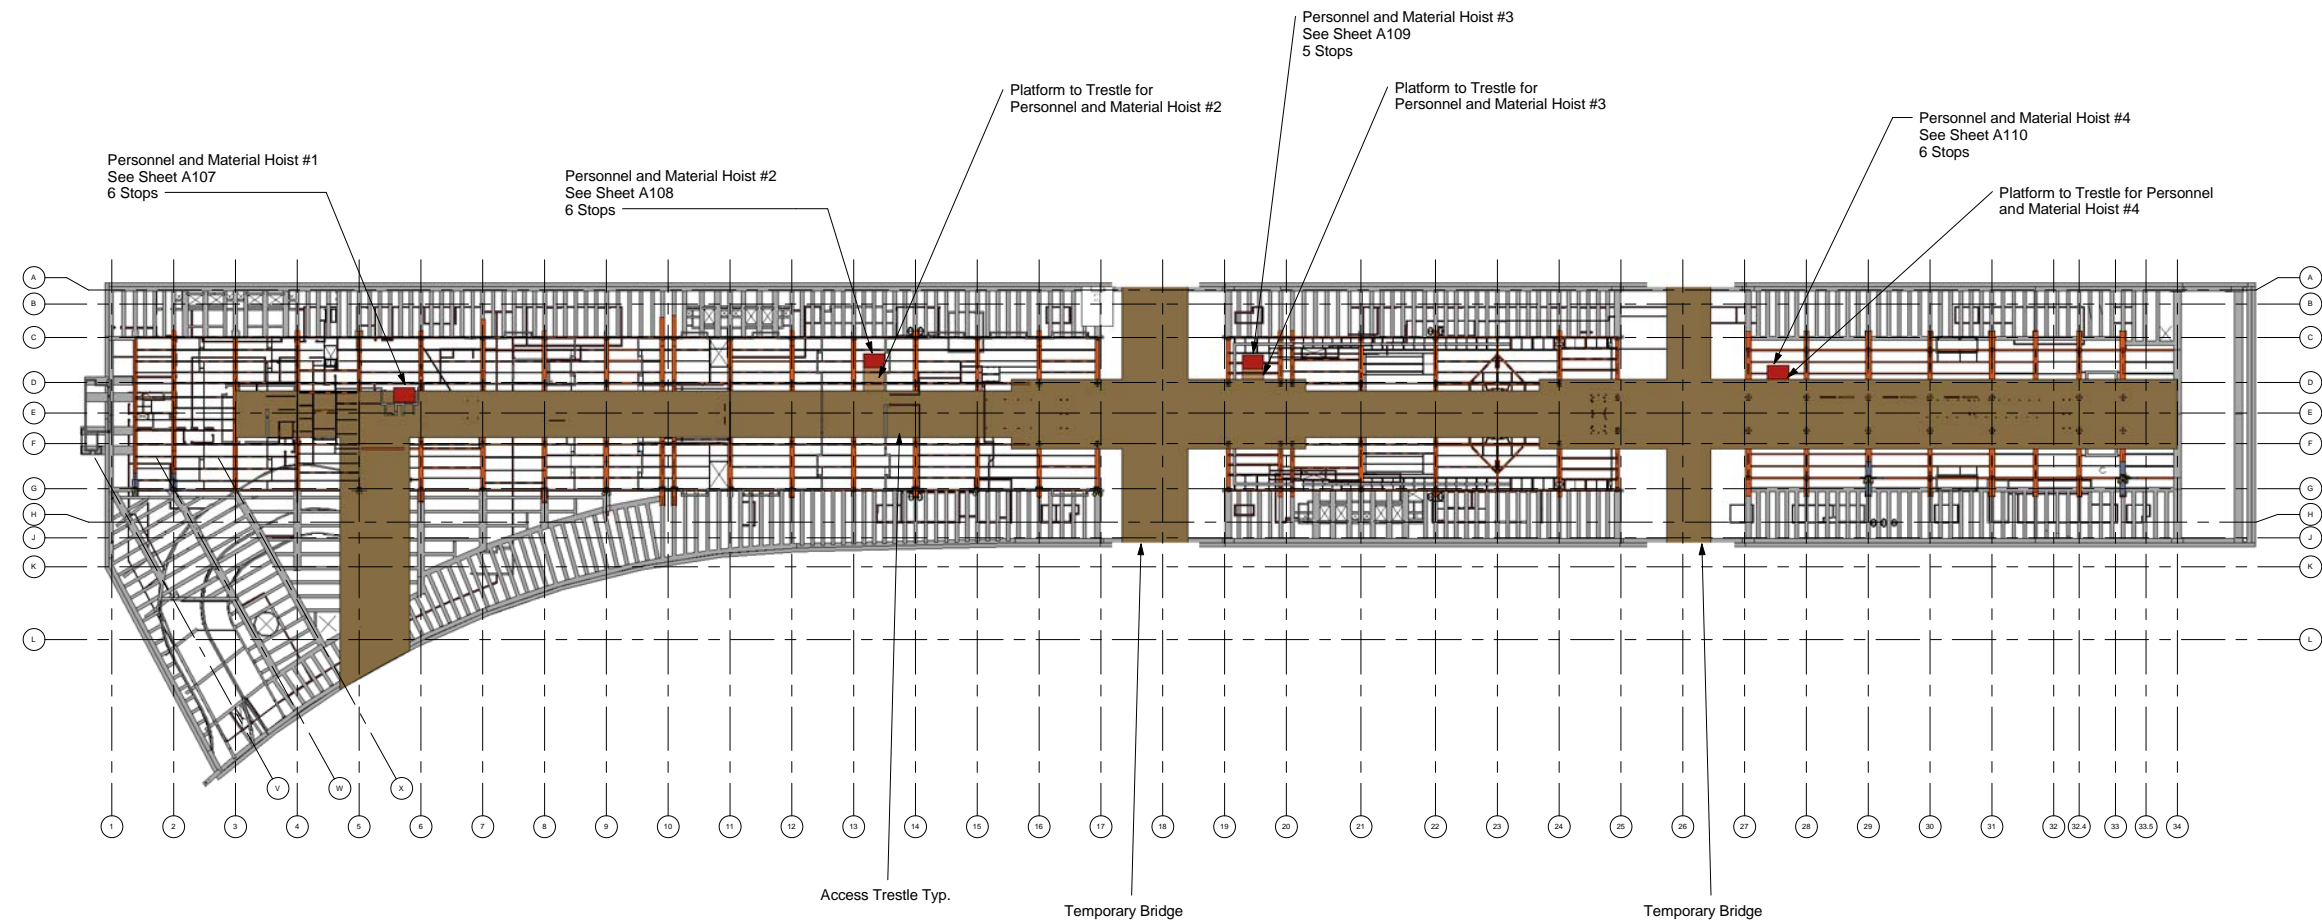 Personnel and Material Hoist #3
See Sheet A109
5 Stops
Platform to Trestle for
Personnel and Material Hoist #2
Platform to Trestle for
Personnel and Material Hoist #3
Personnel and Material Hoist #4
See Sheet A110
6 Stops
Personnel and Material Hoist #1
See Sheet A107
6 Stops
Personnel and Material Hoist #2
See Sheet A108
6 Stops
Platform to Trestle for Personnel
and Material Hoist #4
A
A
B
B
C
C
D
D
E
E
F
F
G
G
H
H
J
J
K
K
L
L
V
W
X
1
2
3
4
5
6
7
8
9
10
11
12
13
14
15
16
17
18
19
20
21
22
23
24
25
26
27
28
29
30
31
32
32.4
33
33.5
34
Access Trestle Typ.
Temporary Bridge
Temporary Bridge